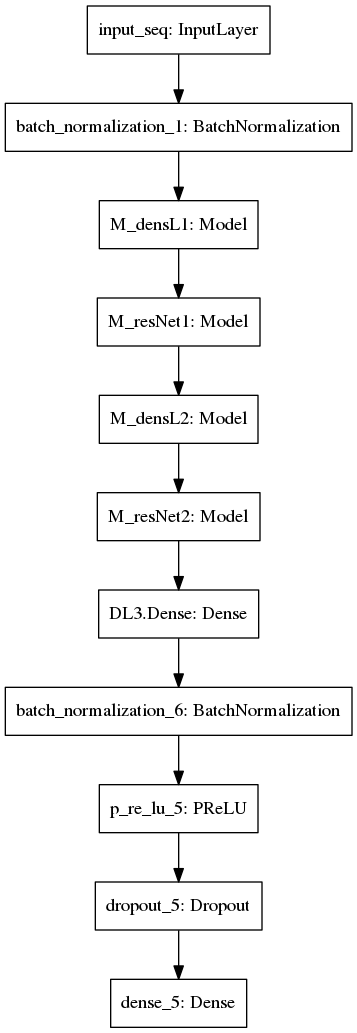 input_seq: InputLayer
batch_normalization_1: BatchNormalization
M_densL1: Model
M_resNet1: Model
M_densL2: Model
M_resNet2: Model
DL3.Dense: Dense
batch_normalization_6: BatchNormalization
p_re_lu_5: PReLU
dropout_5: Dropout
dense_5: Dense